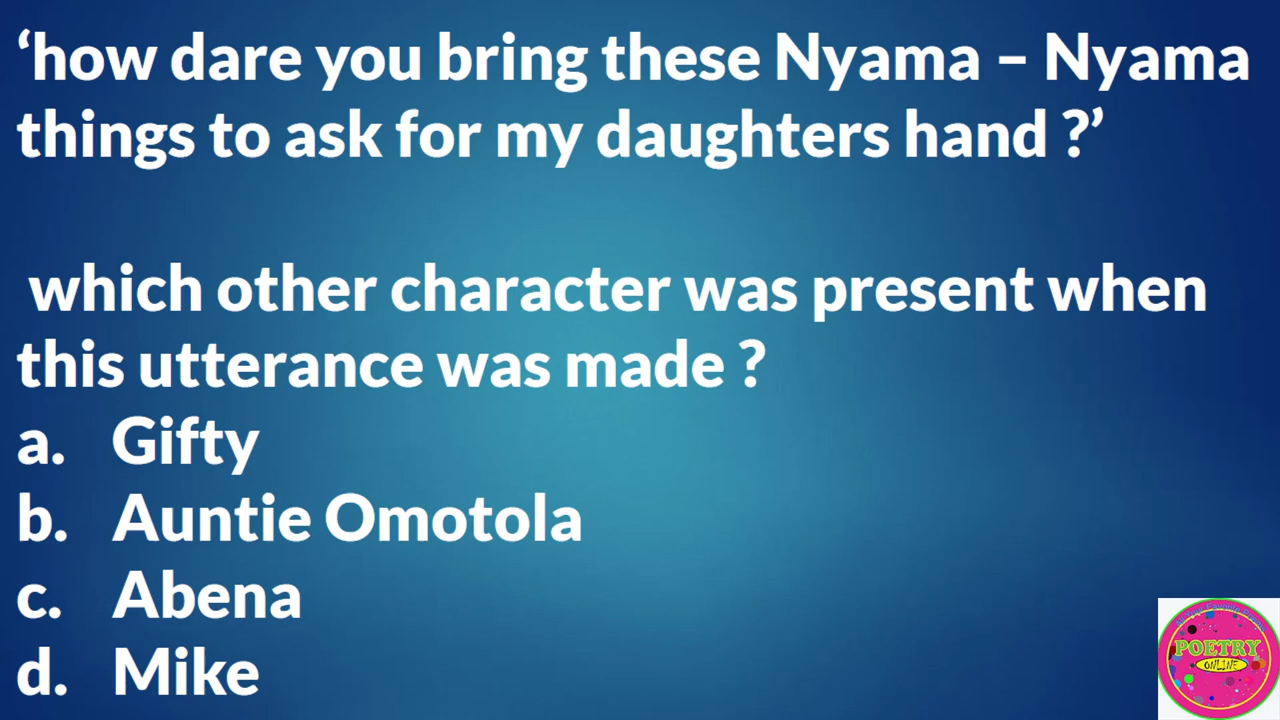 ‘how dare you bring these Nyama – Nyama
things to ask for my daughters hand ?’
which other character was present when
this utterance was made ?
a. Gifty
b. Auntie Omotola
c. Abena
d. Mike
POETRY
ONLINE